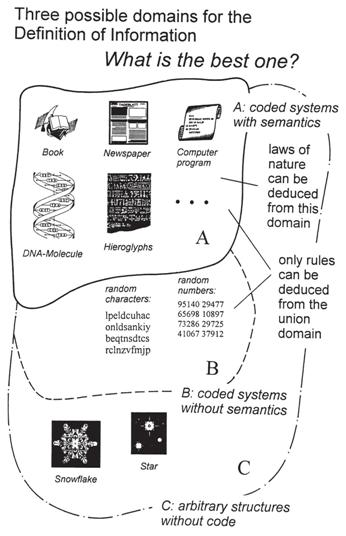 Three possible domains for the
Definition of Information
What is the best one?
A: coded systems
with semantics
Book
Newspaper
Computer
program
laws of
nature can
be deduced
from this
domain
DNA-Molecule
Hieroglyphs
• • •
A
only rules can
be deduced
from the
union
domain
random
characters:
lpeldcuhac
onldsankiy
beqtnsdtcs
rclnzvfmjp
random
numbers:
95140 29477
65698 10897
73286 29725
41067 37912
B
B: coded systems
without semantics
Snowflake
Star
C
C: arbitrary structures
without code